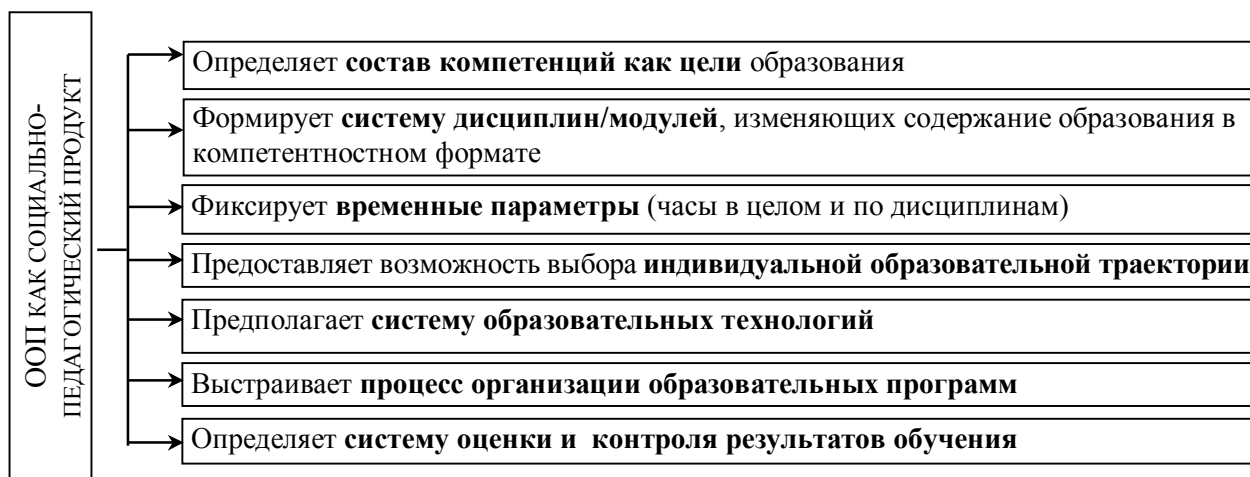 ООП КАК СОЦИАЛЬНО-
ПЕДАГОГИЧЕСКИЙ ПРОДУКТ
Определяет состав компетенций как цели образования
Формирует систему дисциплин/модулей, изменяющих содержание образования в
компетентностном формате
Фиксирует временные параметры (часы в целом и по дисциплинам)
Предоставляет возможность выбора индивидуальной образовательной траектории
Предполагает систему образовательных технологий
Выстраивает процесс организации образовательных программ
Определяет систему оценки и контроля результатов обучения